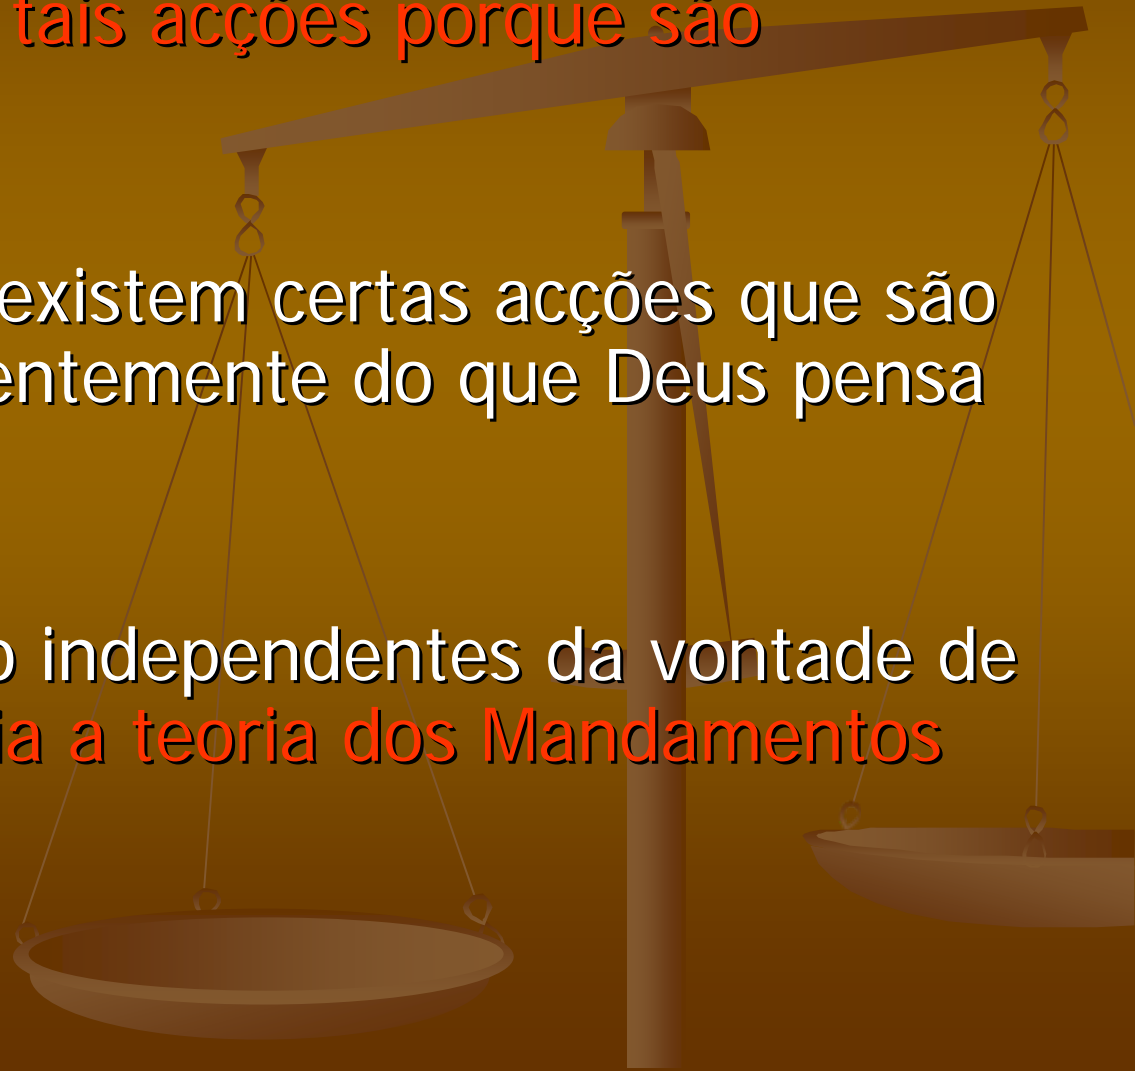 tais acções porque são
existem certas acções que são
entemente do que Deus pensa
independentes da vontade de
ia a teoria dos Mandamentos